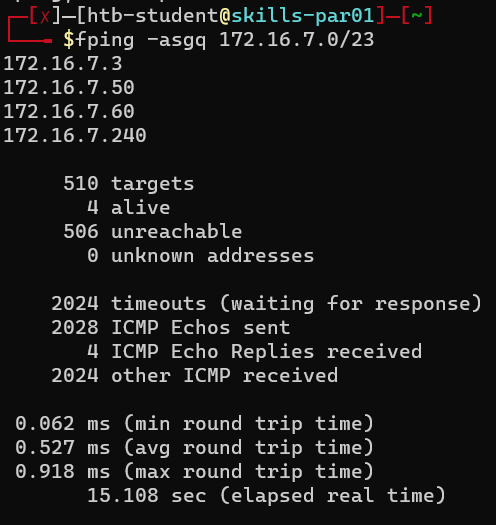 ┌─[✗]─[htb-student@skills-par01]─[~]
└──╼ $fping -asgq 172.16.7.0/23
172.16.7.3
172.16.7.50
172.16.7.60
172.16.7.240
510 targets
4 alive
506 unreachable
0 unknown addresses
2024 timeouts (waiting for response)
2028 ICMP Echos sent
4 ICMP Echo Replies received
2024 other ICMP received
0.062 ms (min round trip time)
0.527 ms (avg round trip time)
0.918 ms (max round trip time)
15.108 sec (elapsed real time)